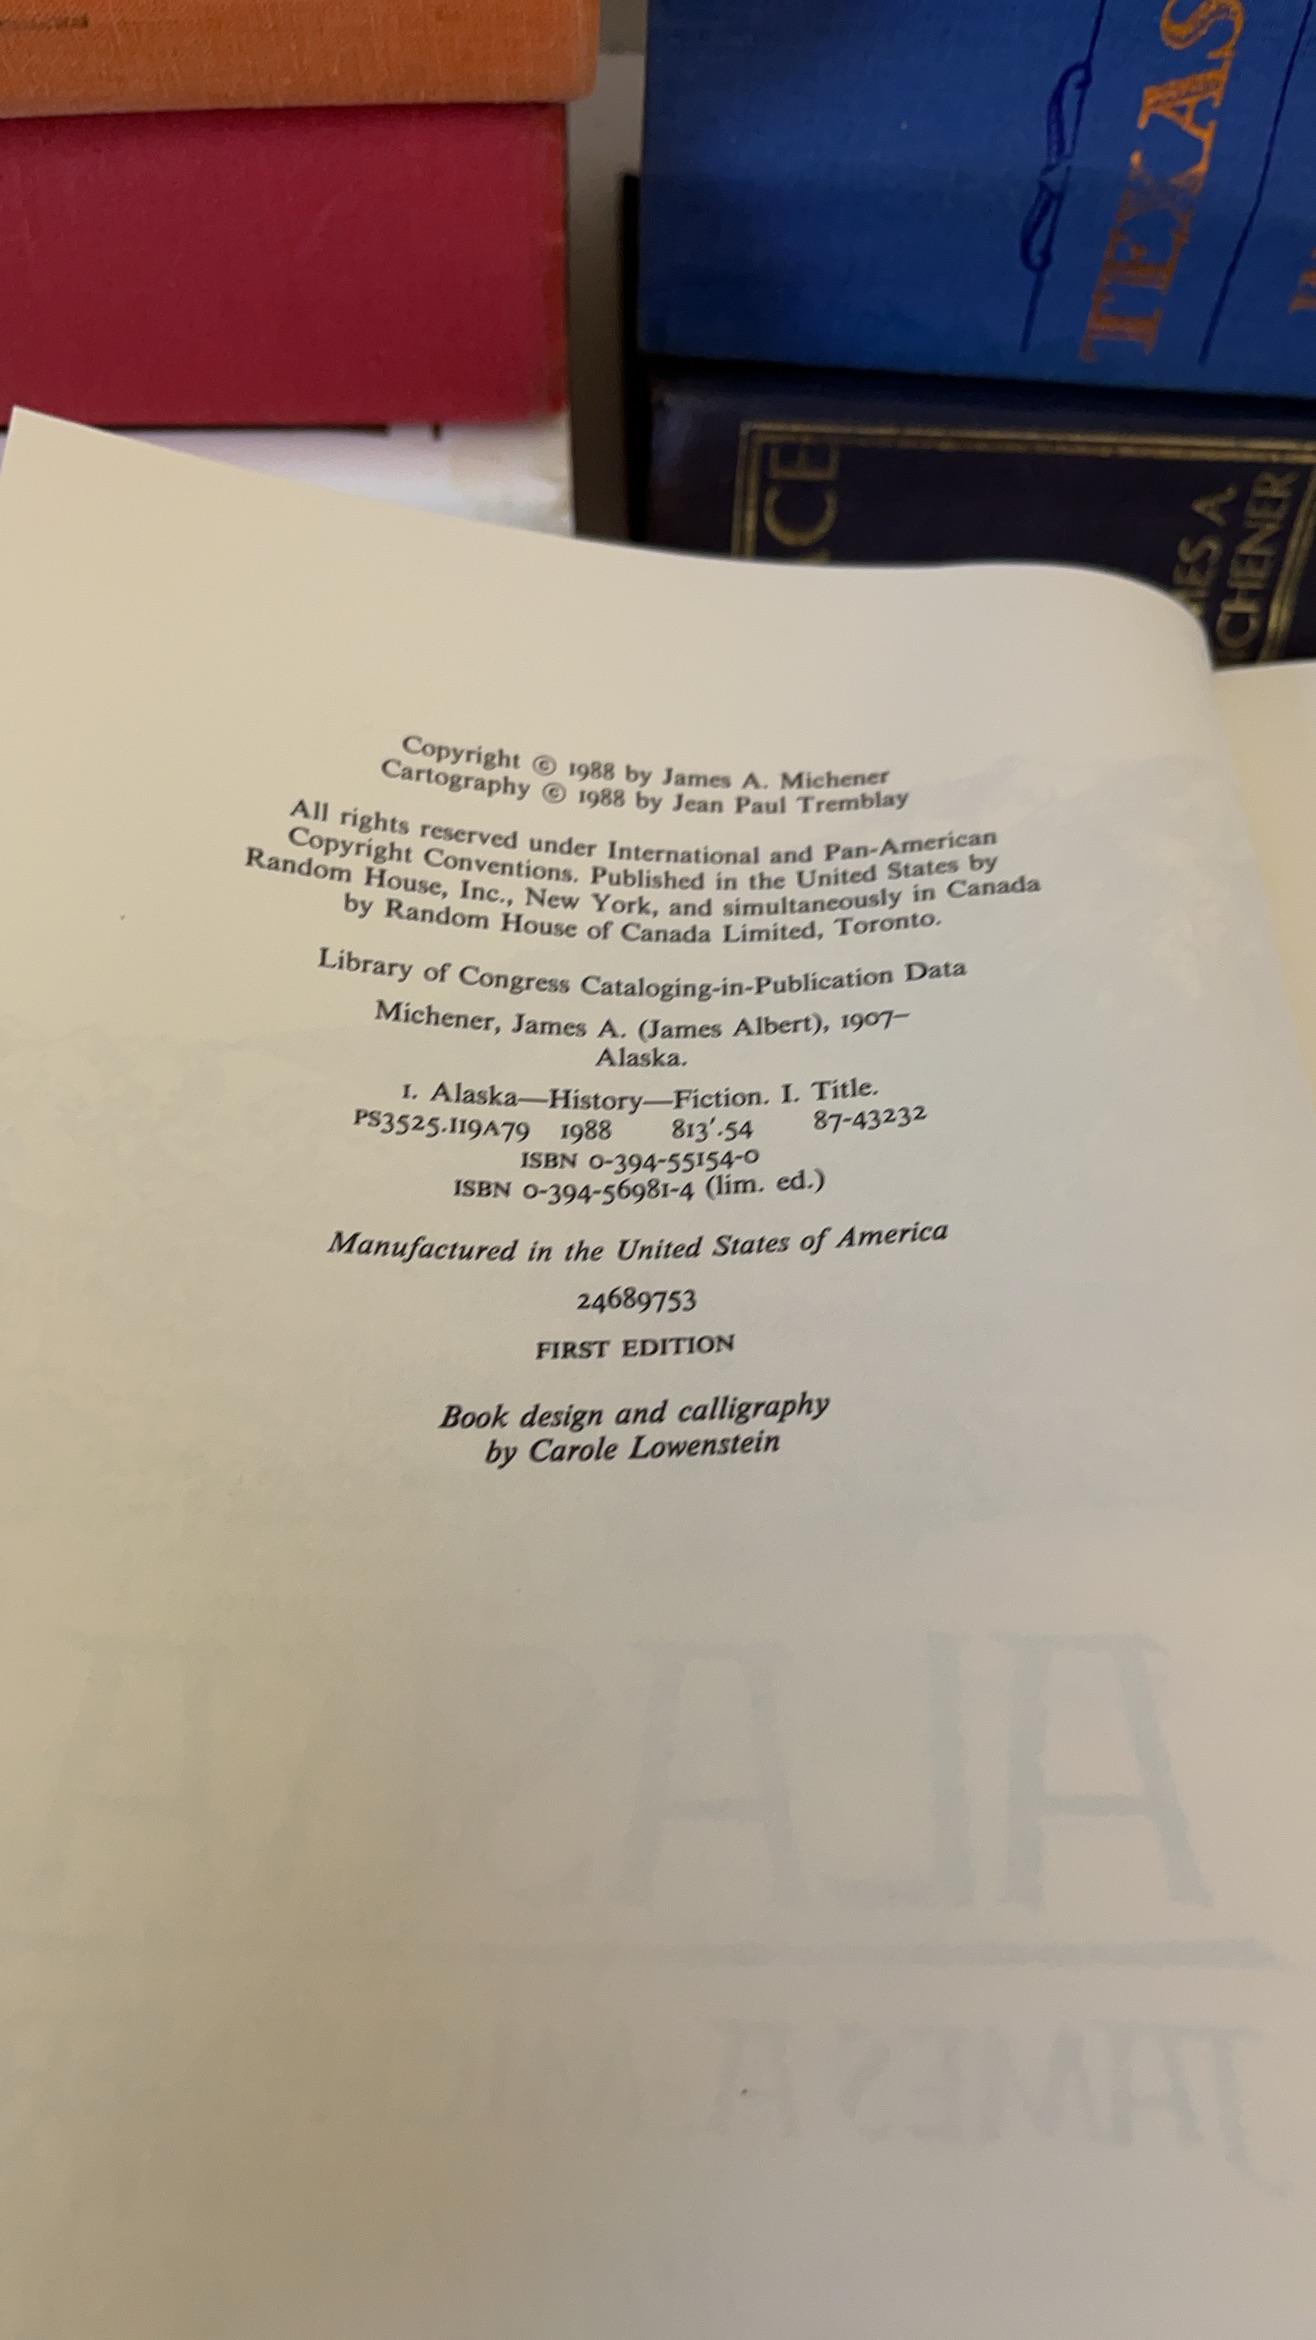 TEXAS
Copyright © 1988 by James A. Michener
Cartography © 1988 by Jean Paul Tremblay
All rights reserved under International and Pan-American
Copyright Conventions. Published in the United States by
Random House, Inc., New York, and simultaneously in Canada
by Random House of Canada Limited, Toronto.
Library of Congress Cataloging-in-Publication Data
Michener, James A. (James Albert), 1907–
Alaska.
1. Alaska—History—Fiction. I. Title.
PS3525.I19A79 1988 813'.54 87-43232
ISBN 0-394-55154-0
ISBN 0-394-56981-4 (lim. ed.)
Manufactured in the United States of America
24689753
FIRST EDITION
Book design and calligraphy
by Carole Lowenstein